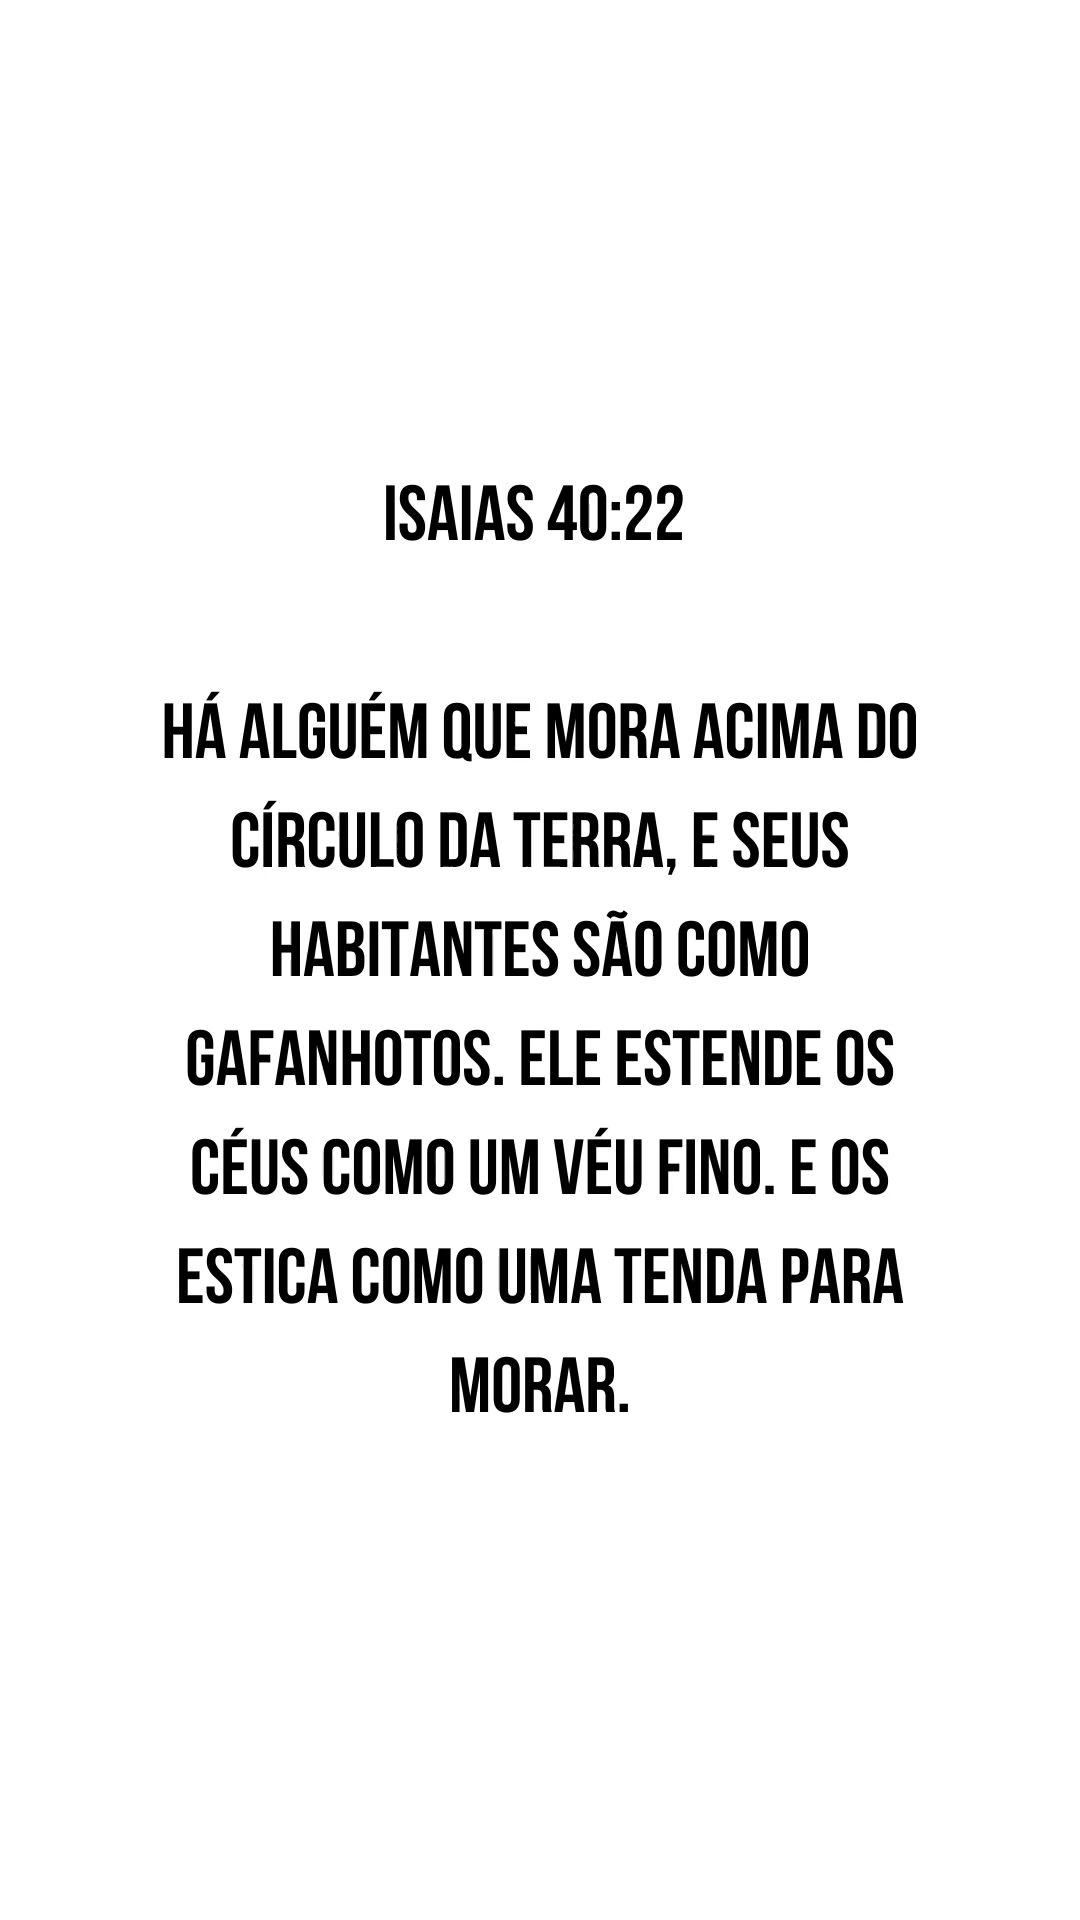 ISAIAS 40:22
HÁ ALGUÉM QUE MORA ACIMA DO
CÍRCULO DA TERRA, E SEUS
HABITANTES SÃO COMO
GAFANHOTOS. ELE ESTENDE OS
CÉUS COMO UM VÉU FINO. E OS
ESTICA COMO UMA TENDA PARA
MORAR.